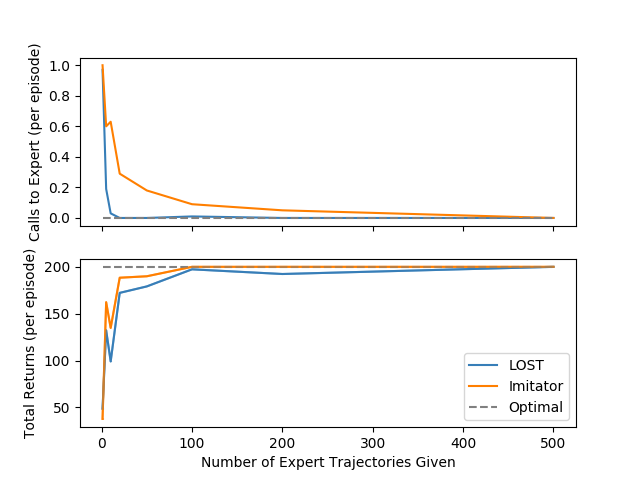 Calls to Expert (per episode)
1.0
0.8
0.6
0.4
0.2
0.0
Total Returns (per episode)
200
150
100
50
LOST
Imitator
Optimal
0
100
200
300
400
500
Number of Expert Trajectories Given